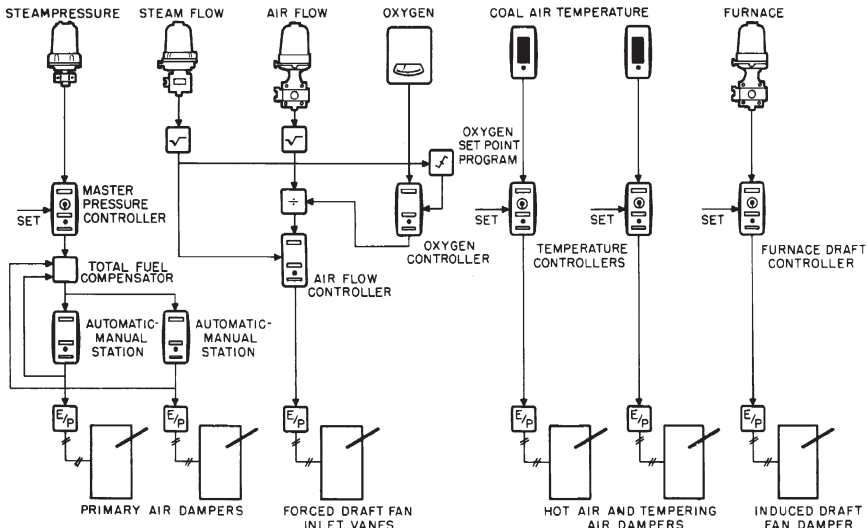 STEAMPRESSURE
STEAM FLOW
AIR FLOW
OXYGEN
COAL AIR TEMPERATURE
FURNACE
√
√
OXYGEN
SET POINT
PROGRAM
∫
MASTER
PRESSURE
CONTROLLER
SET
÷
OXYGEN
CONTROLLER
SET
TEMPERATURE
CONTROLLERS
SET
SET
FURNACE DRAFT
CONTROLLER
TOTAL FUEL
COMPENSATOR
AIR FLOW
CONTROLLER
AUTOMATIC-
MANUAL
STATION
AUTOMATIC-
MANUAL
STATION
E/P
E/P
E/P
E/P
E/P
E/P
PRIMARY AIR DAMPERS
FORCED DRAFT FAN
INLET VANES
HOT AIR AND TEMPERING
AIR DAMPERS
INDUCED DRAFT
FAN DAMPER